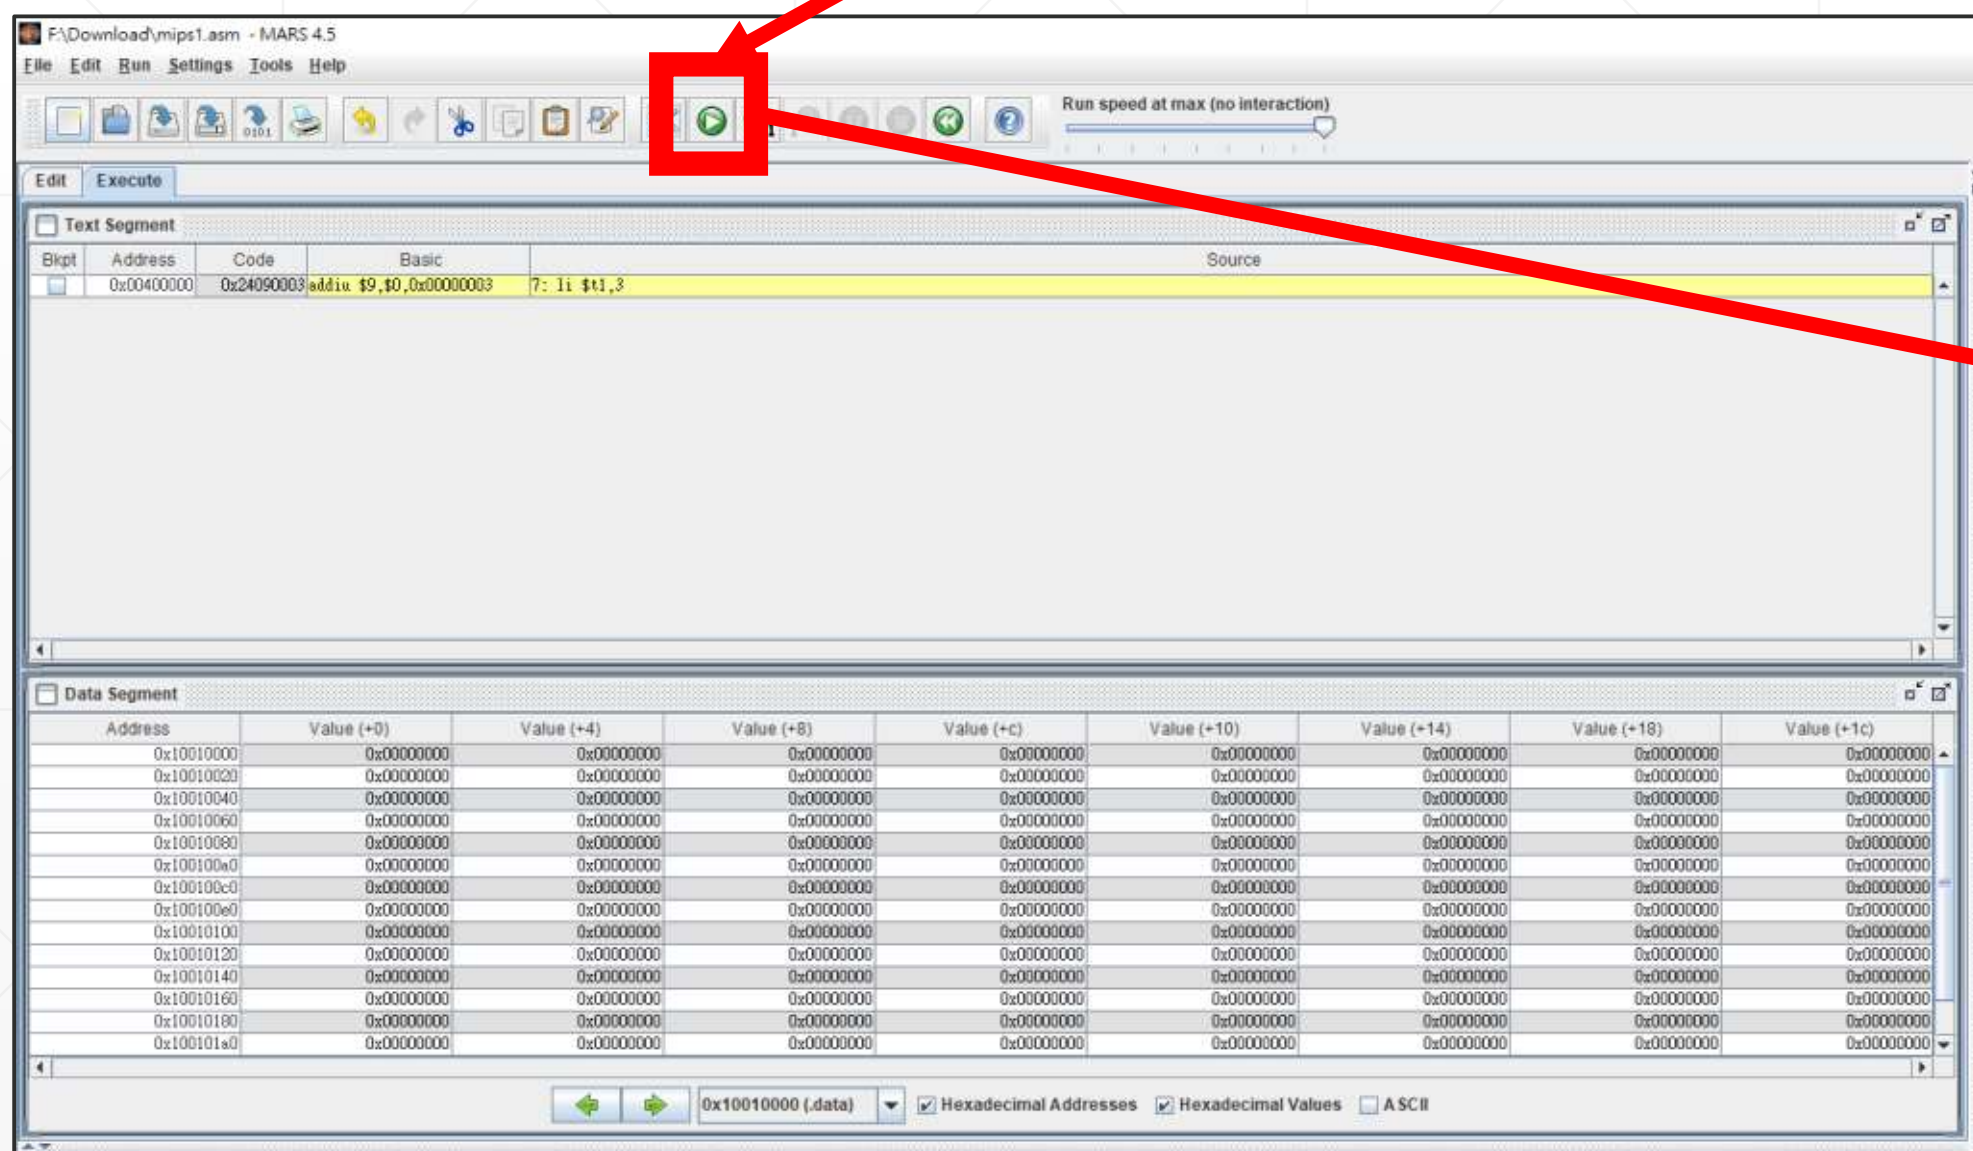 F:\Download\mips1.asm - MARS 4.5
File Edit Run Settings Tools Help
Run speed at max (no interaction)
0101
Edit Execute
Text Segment
Bkpt Address Code Basic Source
0x00400000 0x24090003 addiu $9,$0,0x00000003 7: li $t1,3
Data Segment
Address Value (+0) Value (+4) Value (+8) Value (+c) Value (+10) Value (+14) Value (+18) Value (+1c)
0x10010000 0x00000000 0x00000000 0x00000000 0x00000000 0x00000000 0x00000000 0x00000000 0x00000000
0x10010020 0x00000000 0x00000000 0x00000000 0x00000000 0x00000000 0x00000000 0x00000000 0x00000000
0x10010040 0x00000000 0x00000000 0x00000000 0x00000000 0x00000000 0x00000000 0x00000000 0x00000000
0x10010060 0x00000000 0x00000000 0x00000000 0x00000000 0x00000000 0x00000000 0x00000000 0x00000000
0x10010080 0x00000000 0x00000000 0x00000000 0x00000000 0x00000000 0x00000000 0x00000000 0x00000000
0x100100a0 0x00000000 0x00000000 0x00000000 0x00000000 0x00000000 0x00000000 0x00000000 0x00000000
0x100100c0 0x00000000 0x00000000 0x00000000 0x00000000 0x00000000 0x00000000 0x00000000 0x00000000
0x100100e0 0x00000000 0x00000000 0x00000000 0x00000000 0x00000000 0x00000000 0x00000000 0x00000000
0x10010100 0x00000000 0x00000000 0x00000000 0x00000000 0x00000000 0x00000000 0x00000000 0x00000000
0x10010120 0x00000000 0x00000000 0x00000000 0x00000000 0x00000000 0x00000000 0x00000000 0x00000000
0x10010140 0x00000000 0x00000000 0x00000000 0x00000000 0x00000000 0x00000000 0x00000000 0x00000000
0x10010160 0x00000000 0x00000000 0x00000000 0x00000000 0x00000000 0x00000000 0x00000000 0x00000000
0x10010180 0x00000000 0x00000000 0x00000000 0x00000000 0x00000000 0x00000000 0x00000000 0x00000000
0x100101a0 0x00000000 0x00000000 0x00000000 0x00000000 0x00000000 0x00000000 0x00000000 0x00000000
0x10010000 (.data) Hexadecimal Addresses Hexadecimal Values ASCII